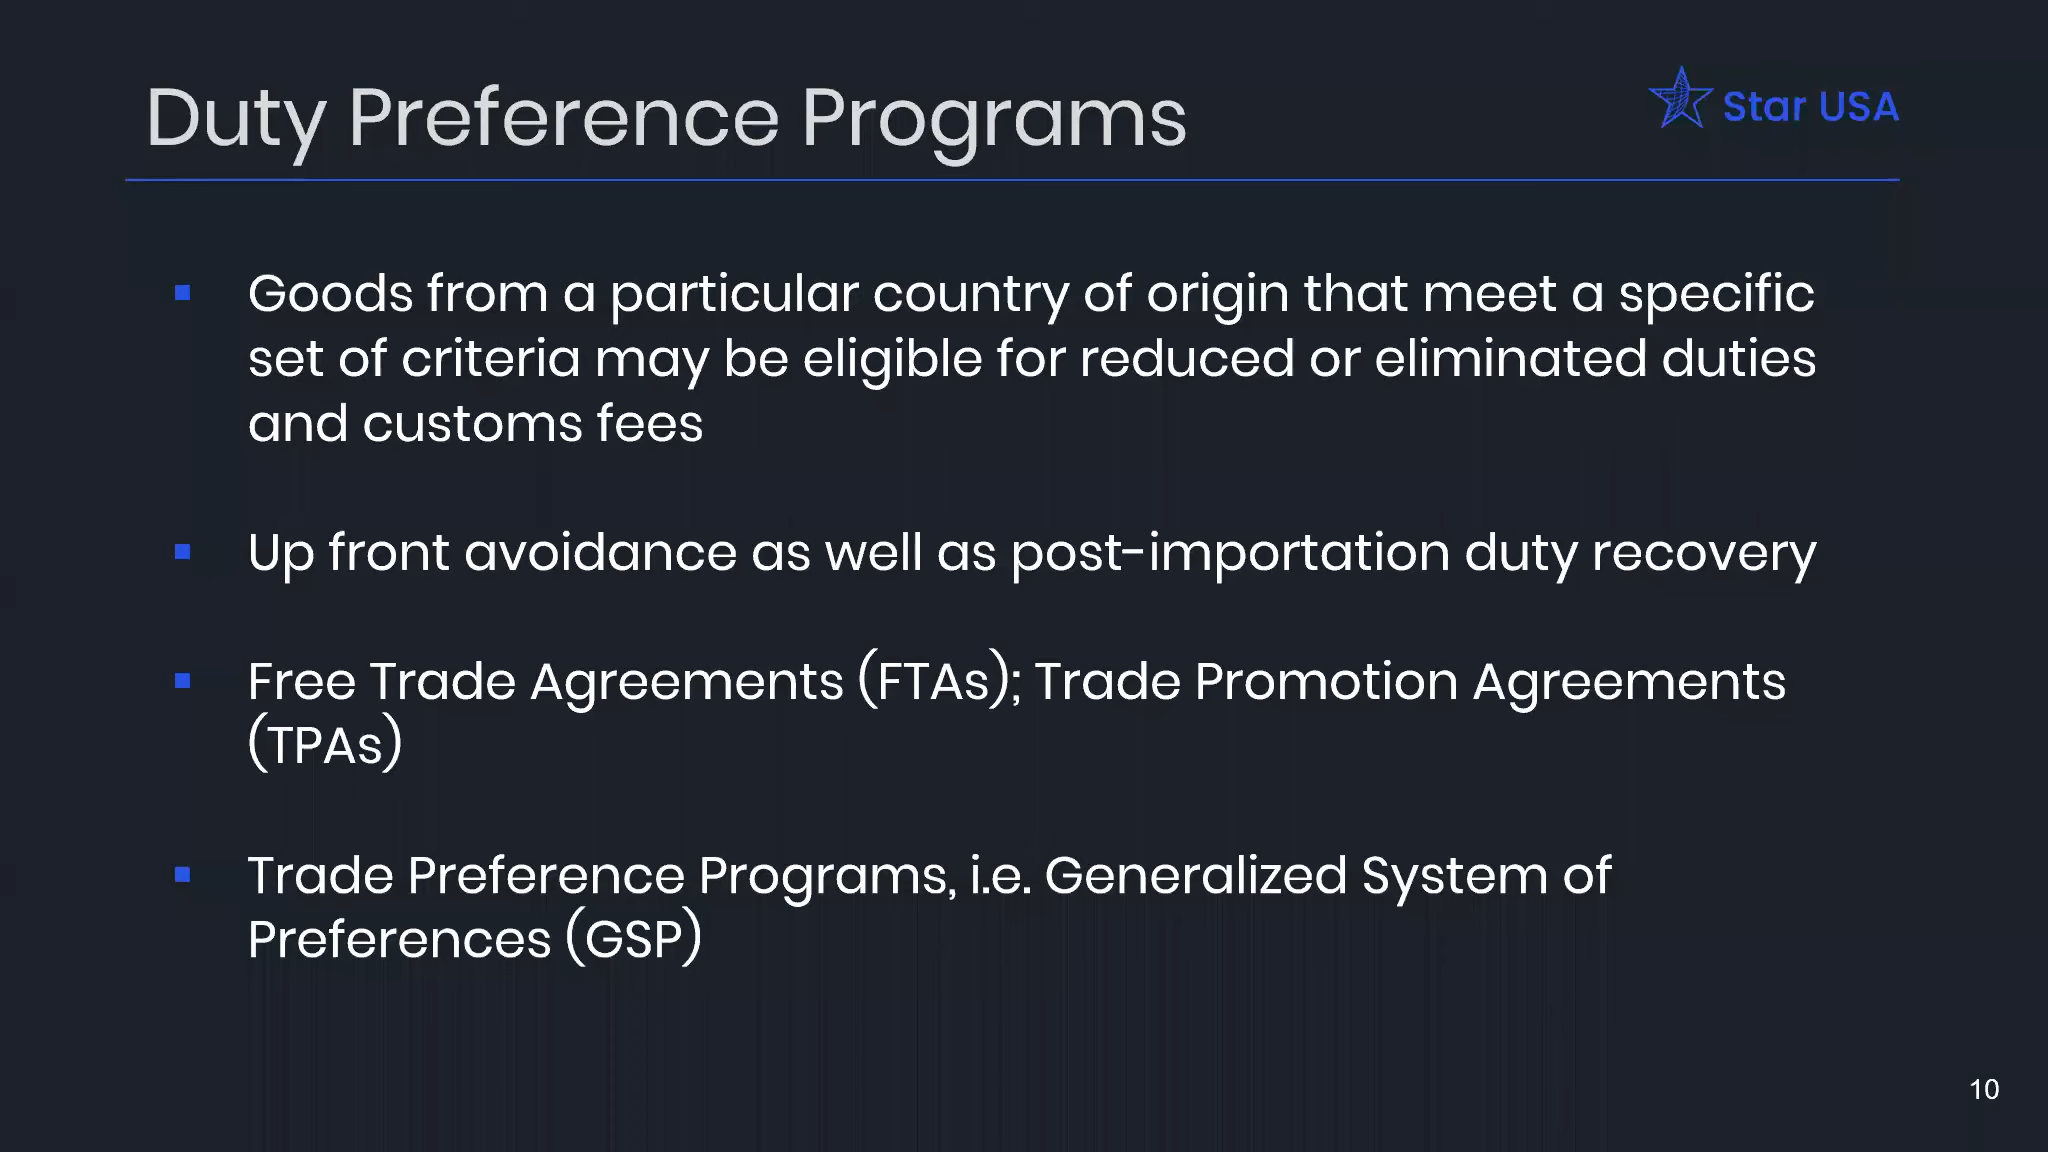 Duty Preference Programs
Star USA
▪ Goods from a particular country of origin that meet a specific
set of criteria may be eligible for reduced or eliminated duties
and customs fees
▪ Up front avoidance as well as post-importation duty recovery
▪ Free Trade Agreements (FTAs); Trade Promotion Agreements
(TPAs)
▪ Trade Preference Programs, i.e. Generalized System of
Preferences (GSP)
10